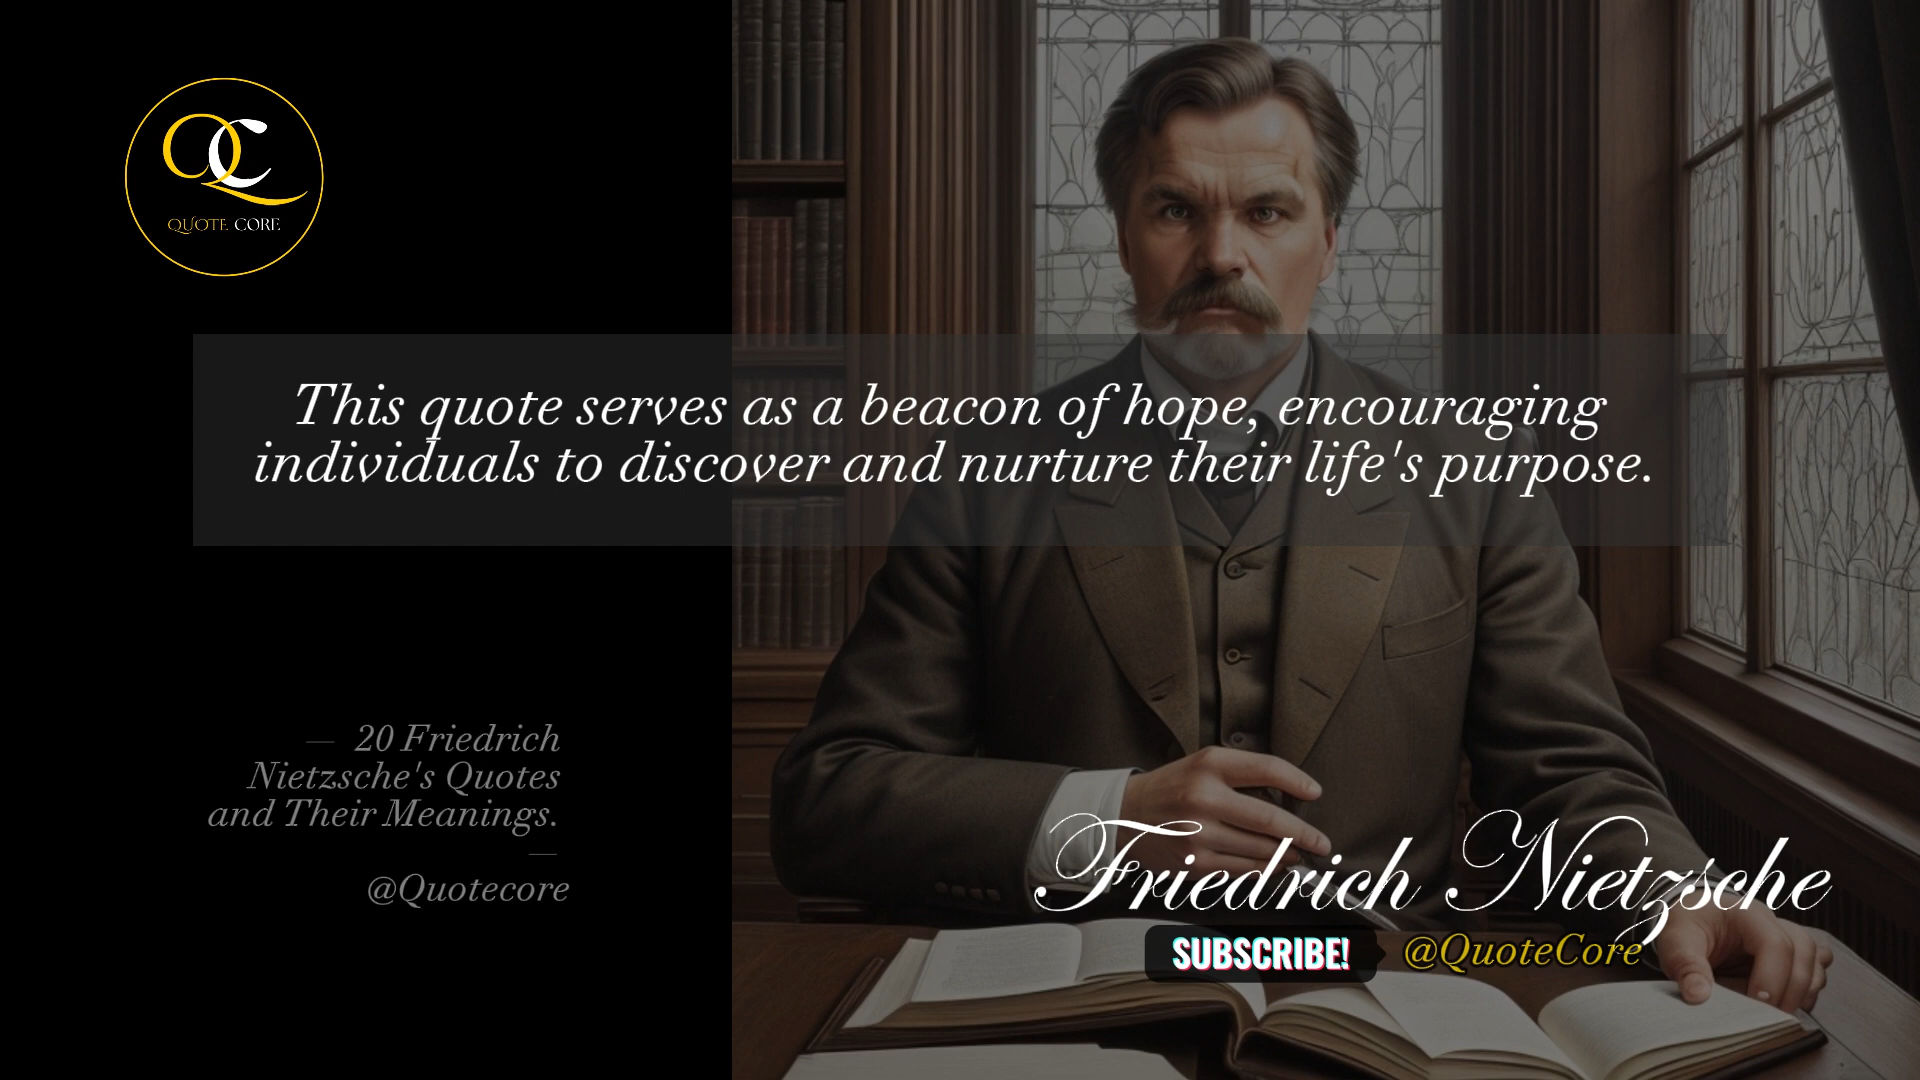 QC
QUOTE CORE
This quote serves as a beacon of hope, encouraging
individuals to discover and nurture their life's purpose.
— 20 Friedrich
Nietzsche's Quotes
and Their Meanings.
—
@Quotecore
Friedrich Nietzsche
SUBSCRIBE!
@QuoteCore